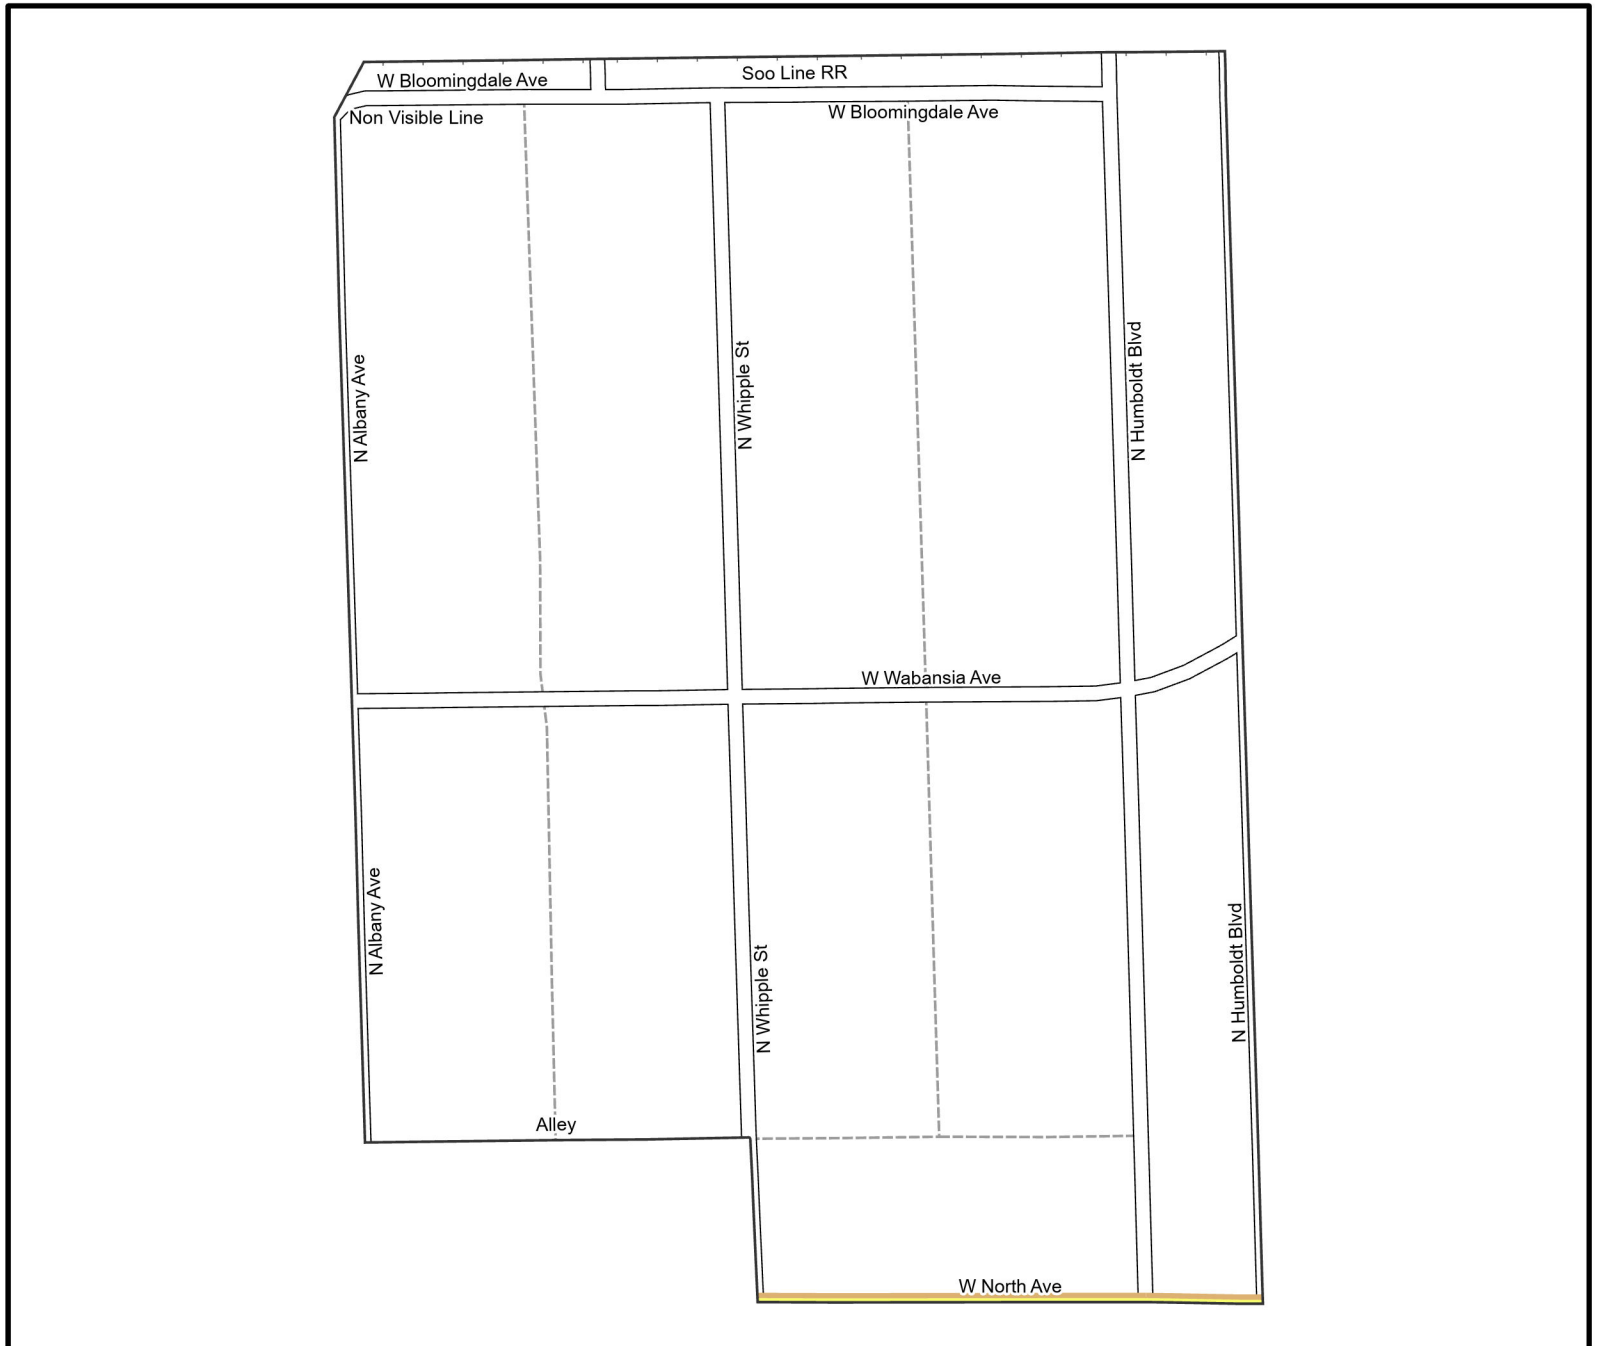 Soo Line RR
W Bloomingdale Ave
W Bloomingdale Ave
Non Visible Line
N Albany Ave
N Whipple St
N Humboldt Blvd
W Wabansia Ave
N Albany Ave
N Whipple St
N Humboldt Blvd
Alley
W North Ave